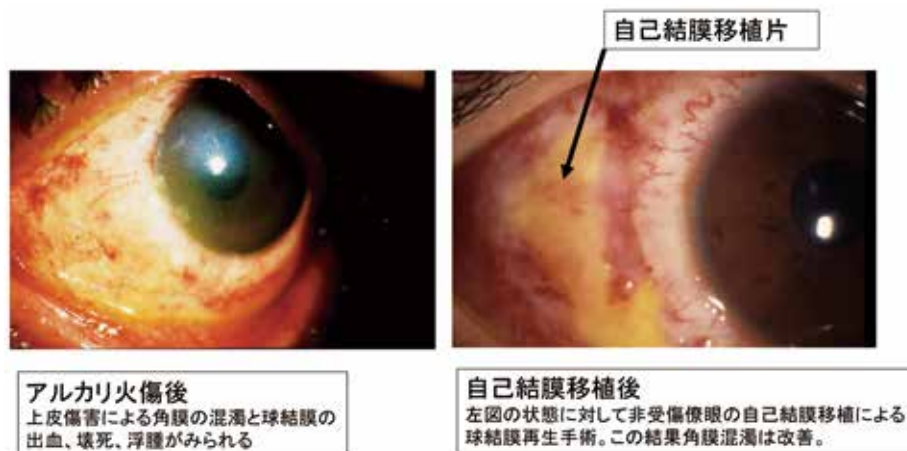 自己結膜移植片
アルカリ火傷後
上皮傷害による角膜の混濁と球結膜の
出血、壊死、浮腫がみられる
自己結膜移植後
左図の状態に対して非受傷僚眼の自己結膜移植による
球結膜再生手術。この結果角膜混濁は改善。